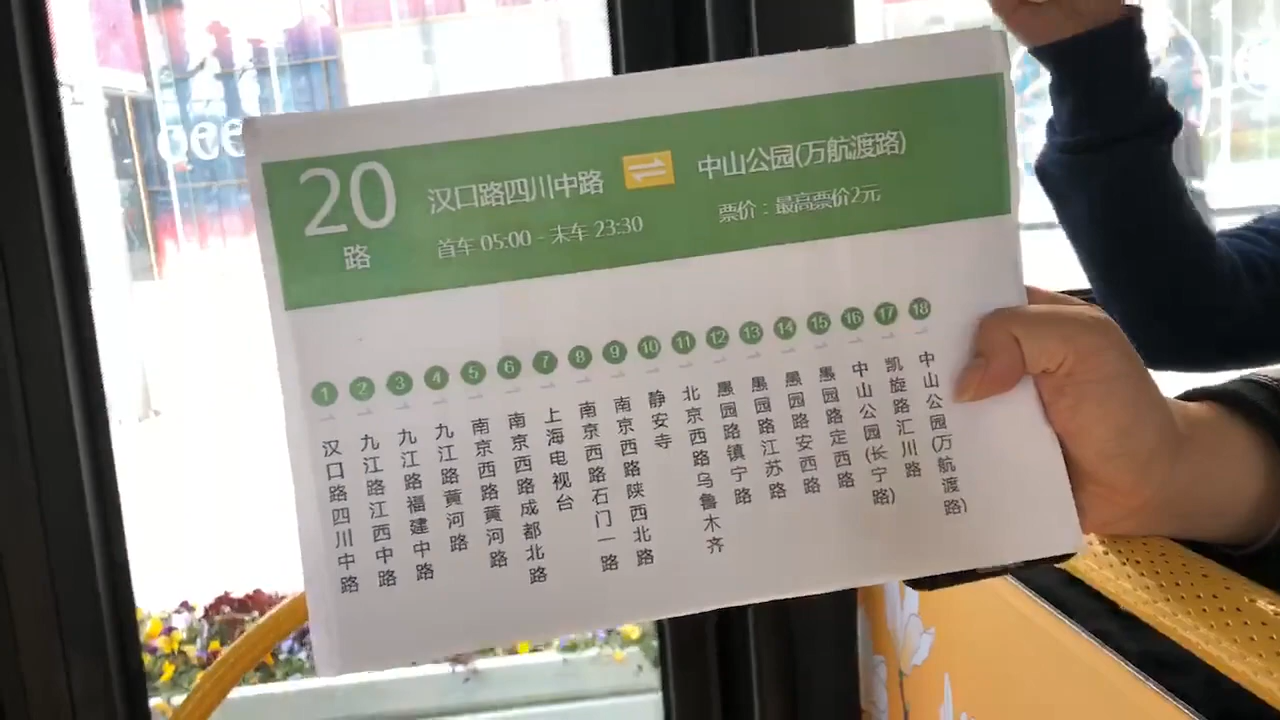 20
路
汉口路四川中路
中山公园(万航渡路)
首车 05:00 - 末车 23:30
票价：最高票价2元
1 汉口路四川中路
2 九江路江西中路
3 九江路福建中路
4 九江路黄河路
5 南京西路黄河路
6 南京西路成都北路
7 上海电视台
8 南京西路石门一路
9 南京西路陕西北路
10 静安寺
11 北京西路乌鲁木齐
12 愚园路镇宁路
13 愚园路江苏路
14 愚园路安西路
15 愚园路定西路
16 中山公园(长宁路)
17 凯旋路汇川路
18 中山公园(万航渡路)